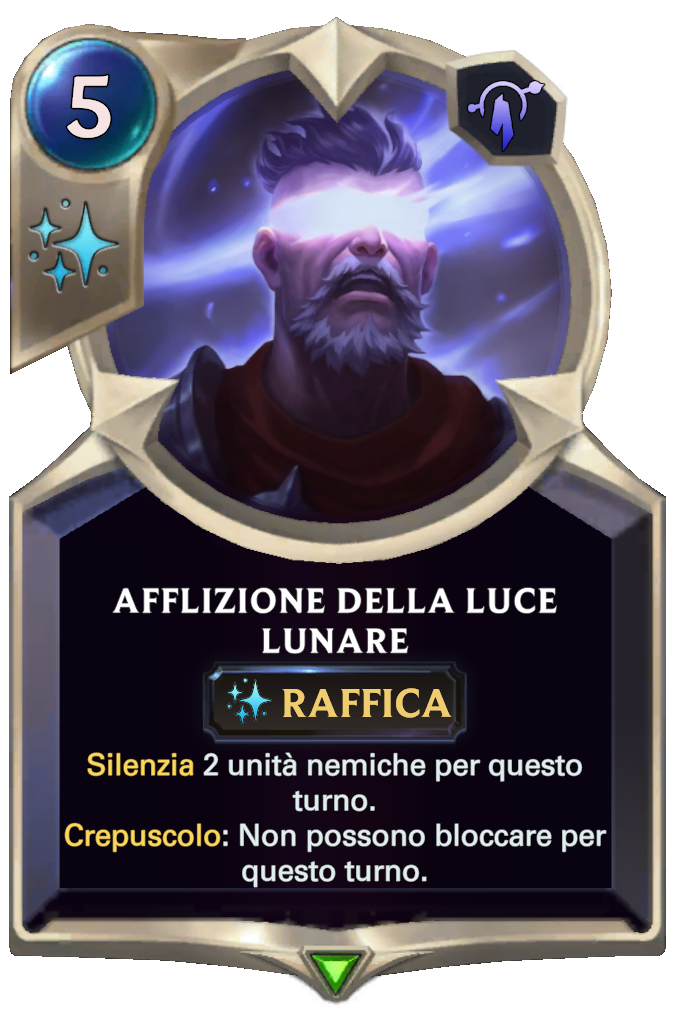 5
AFFLIZIONE DELLA LUCE
LUNARE
RAFFICA
Silenzia 2 unità nemiche per questo
turno.
Crepuscolo: Non possono bloccare per
questo turno.